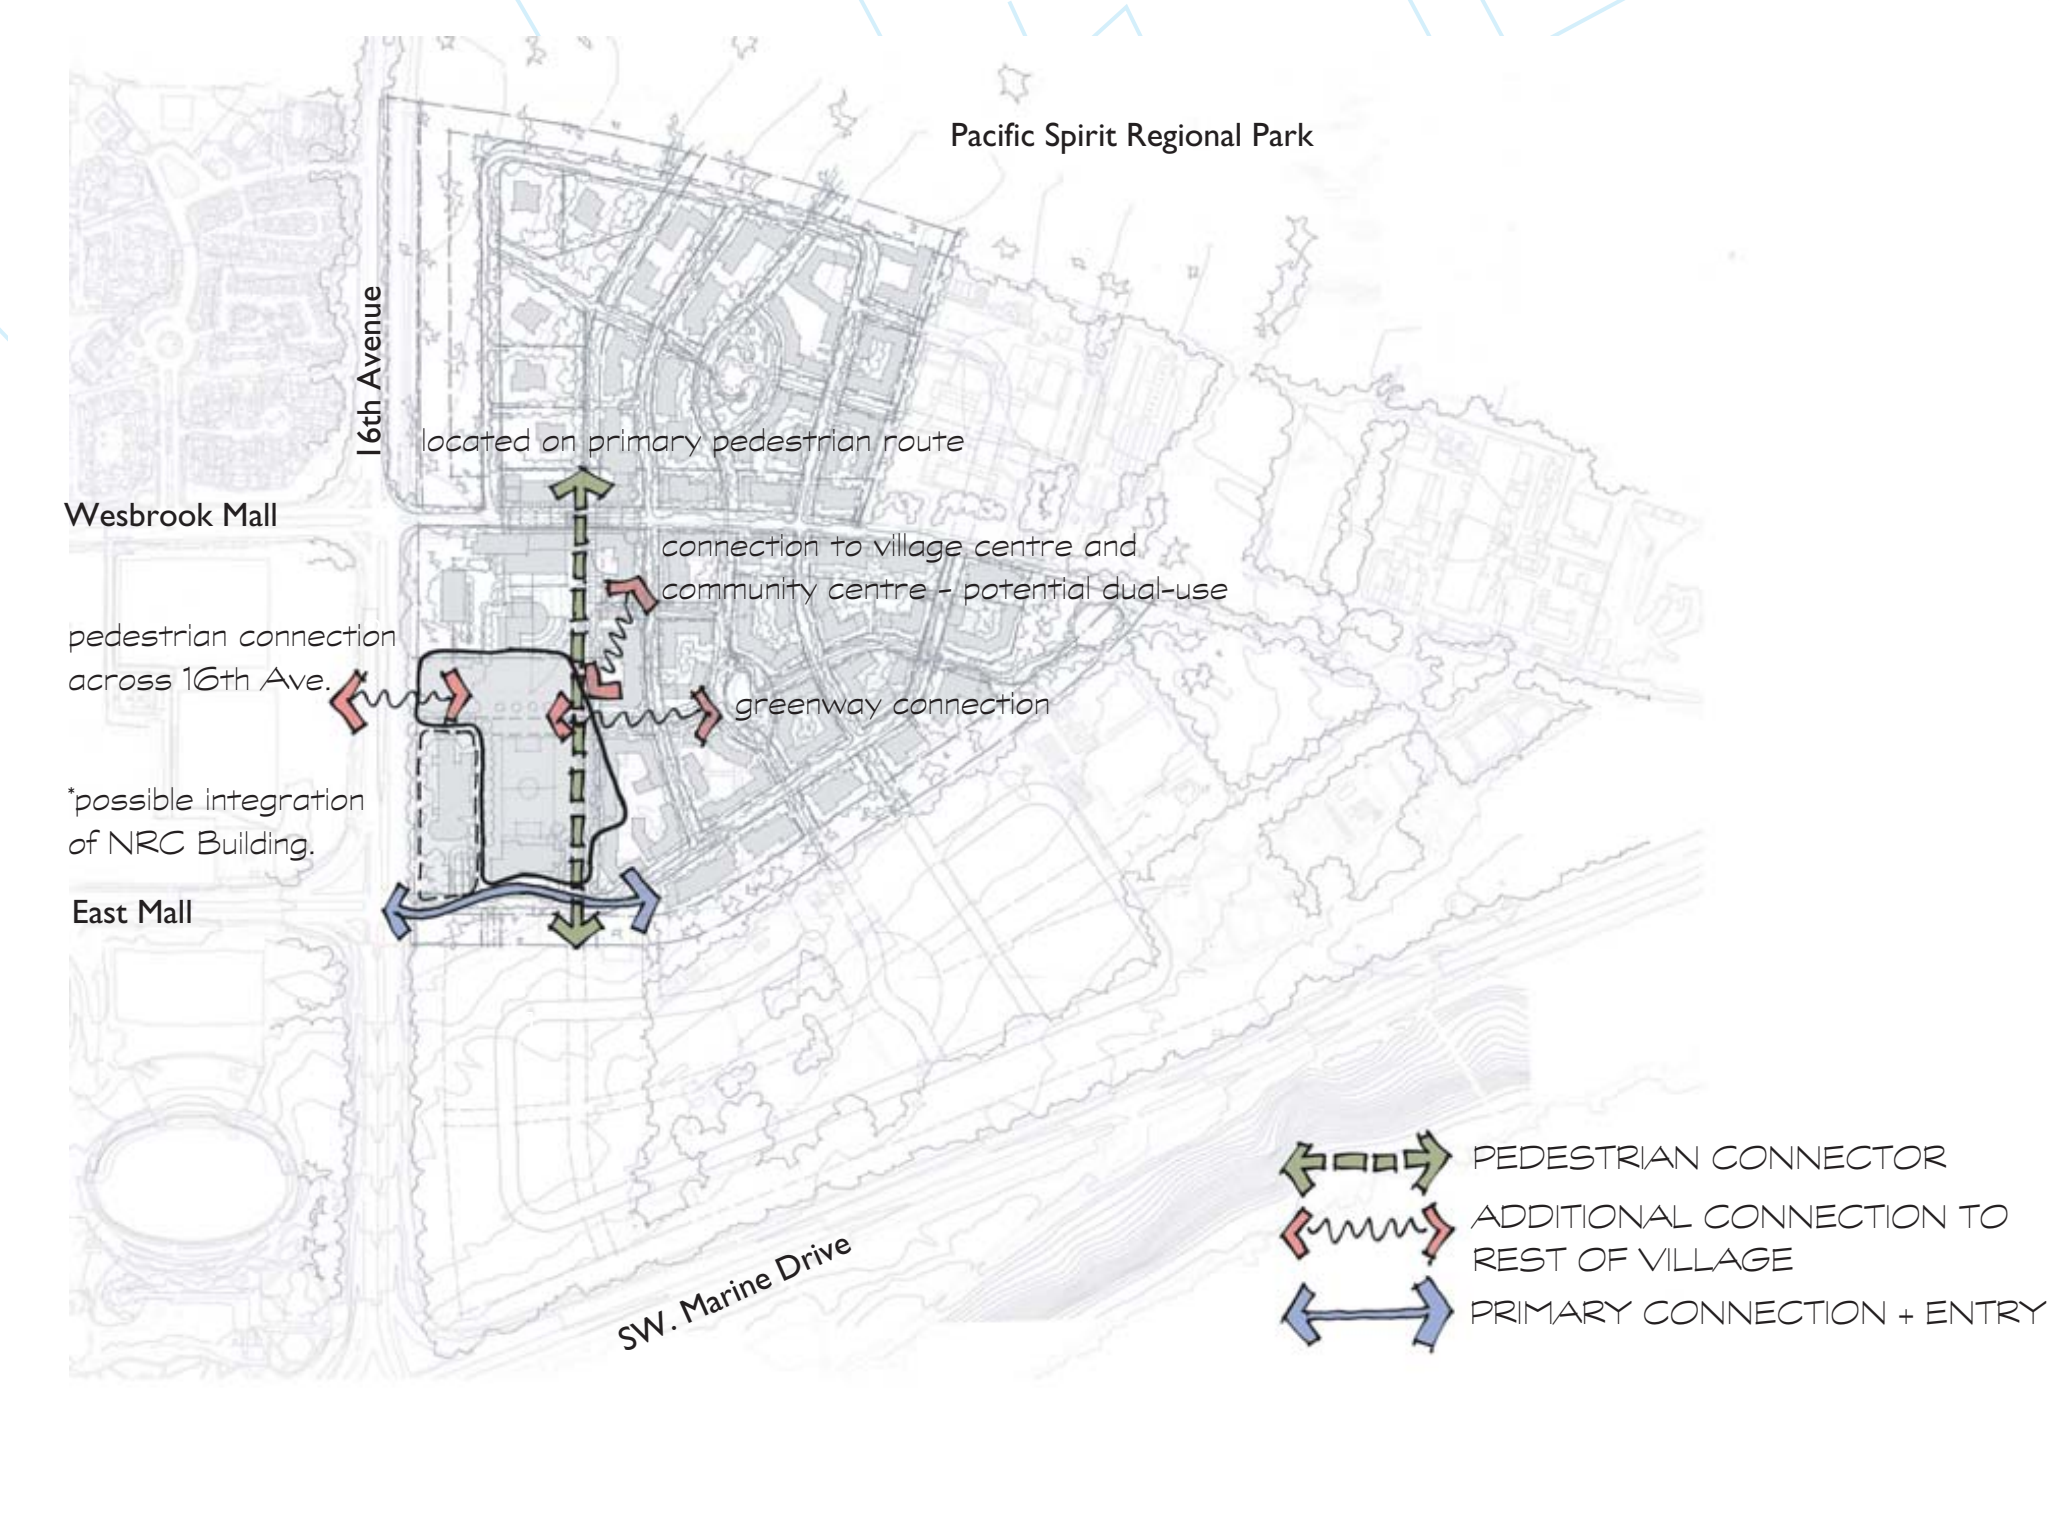 Pacific Spirit Regional Park
16th Avenue
located on primary pedestrian route
Wesbrook Mall
connection to village centre and
community centre - potential dual-use
pedestrian connection
across 16th Ave.
greenway connection
*possible integration
of NRC Building.
East Mall
PEDESTRIAN CONNECTOR
ADDITIONAL CONNECTION TO
REST OF VILLAGE
PRIMARY CONNECTION + ENTRY
SW. Marine Drive